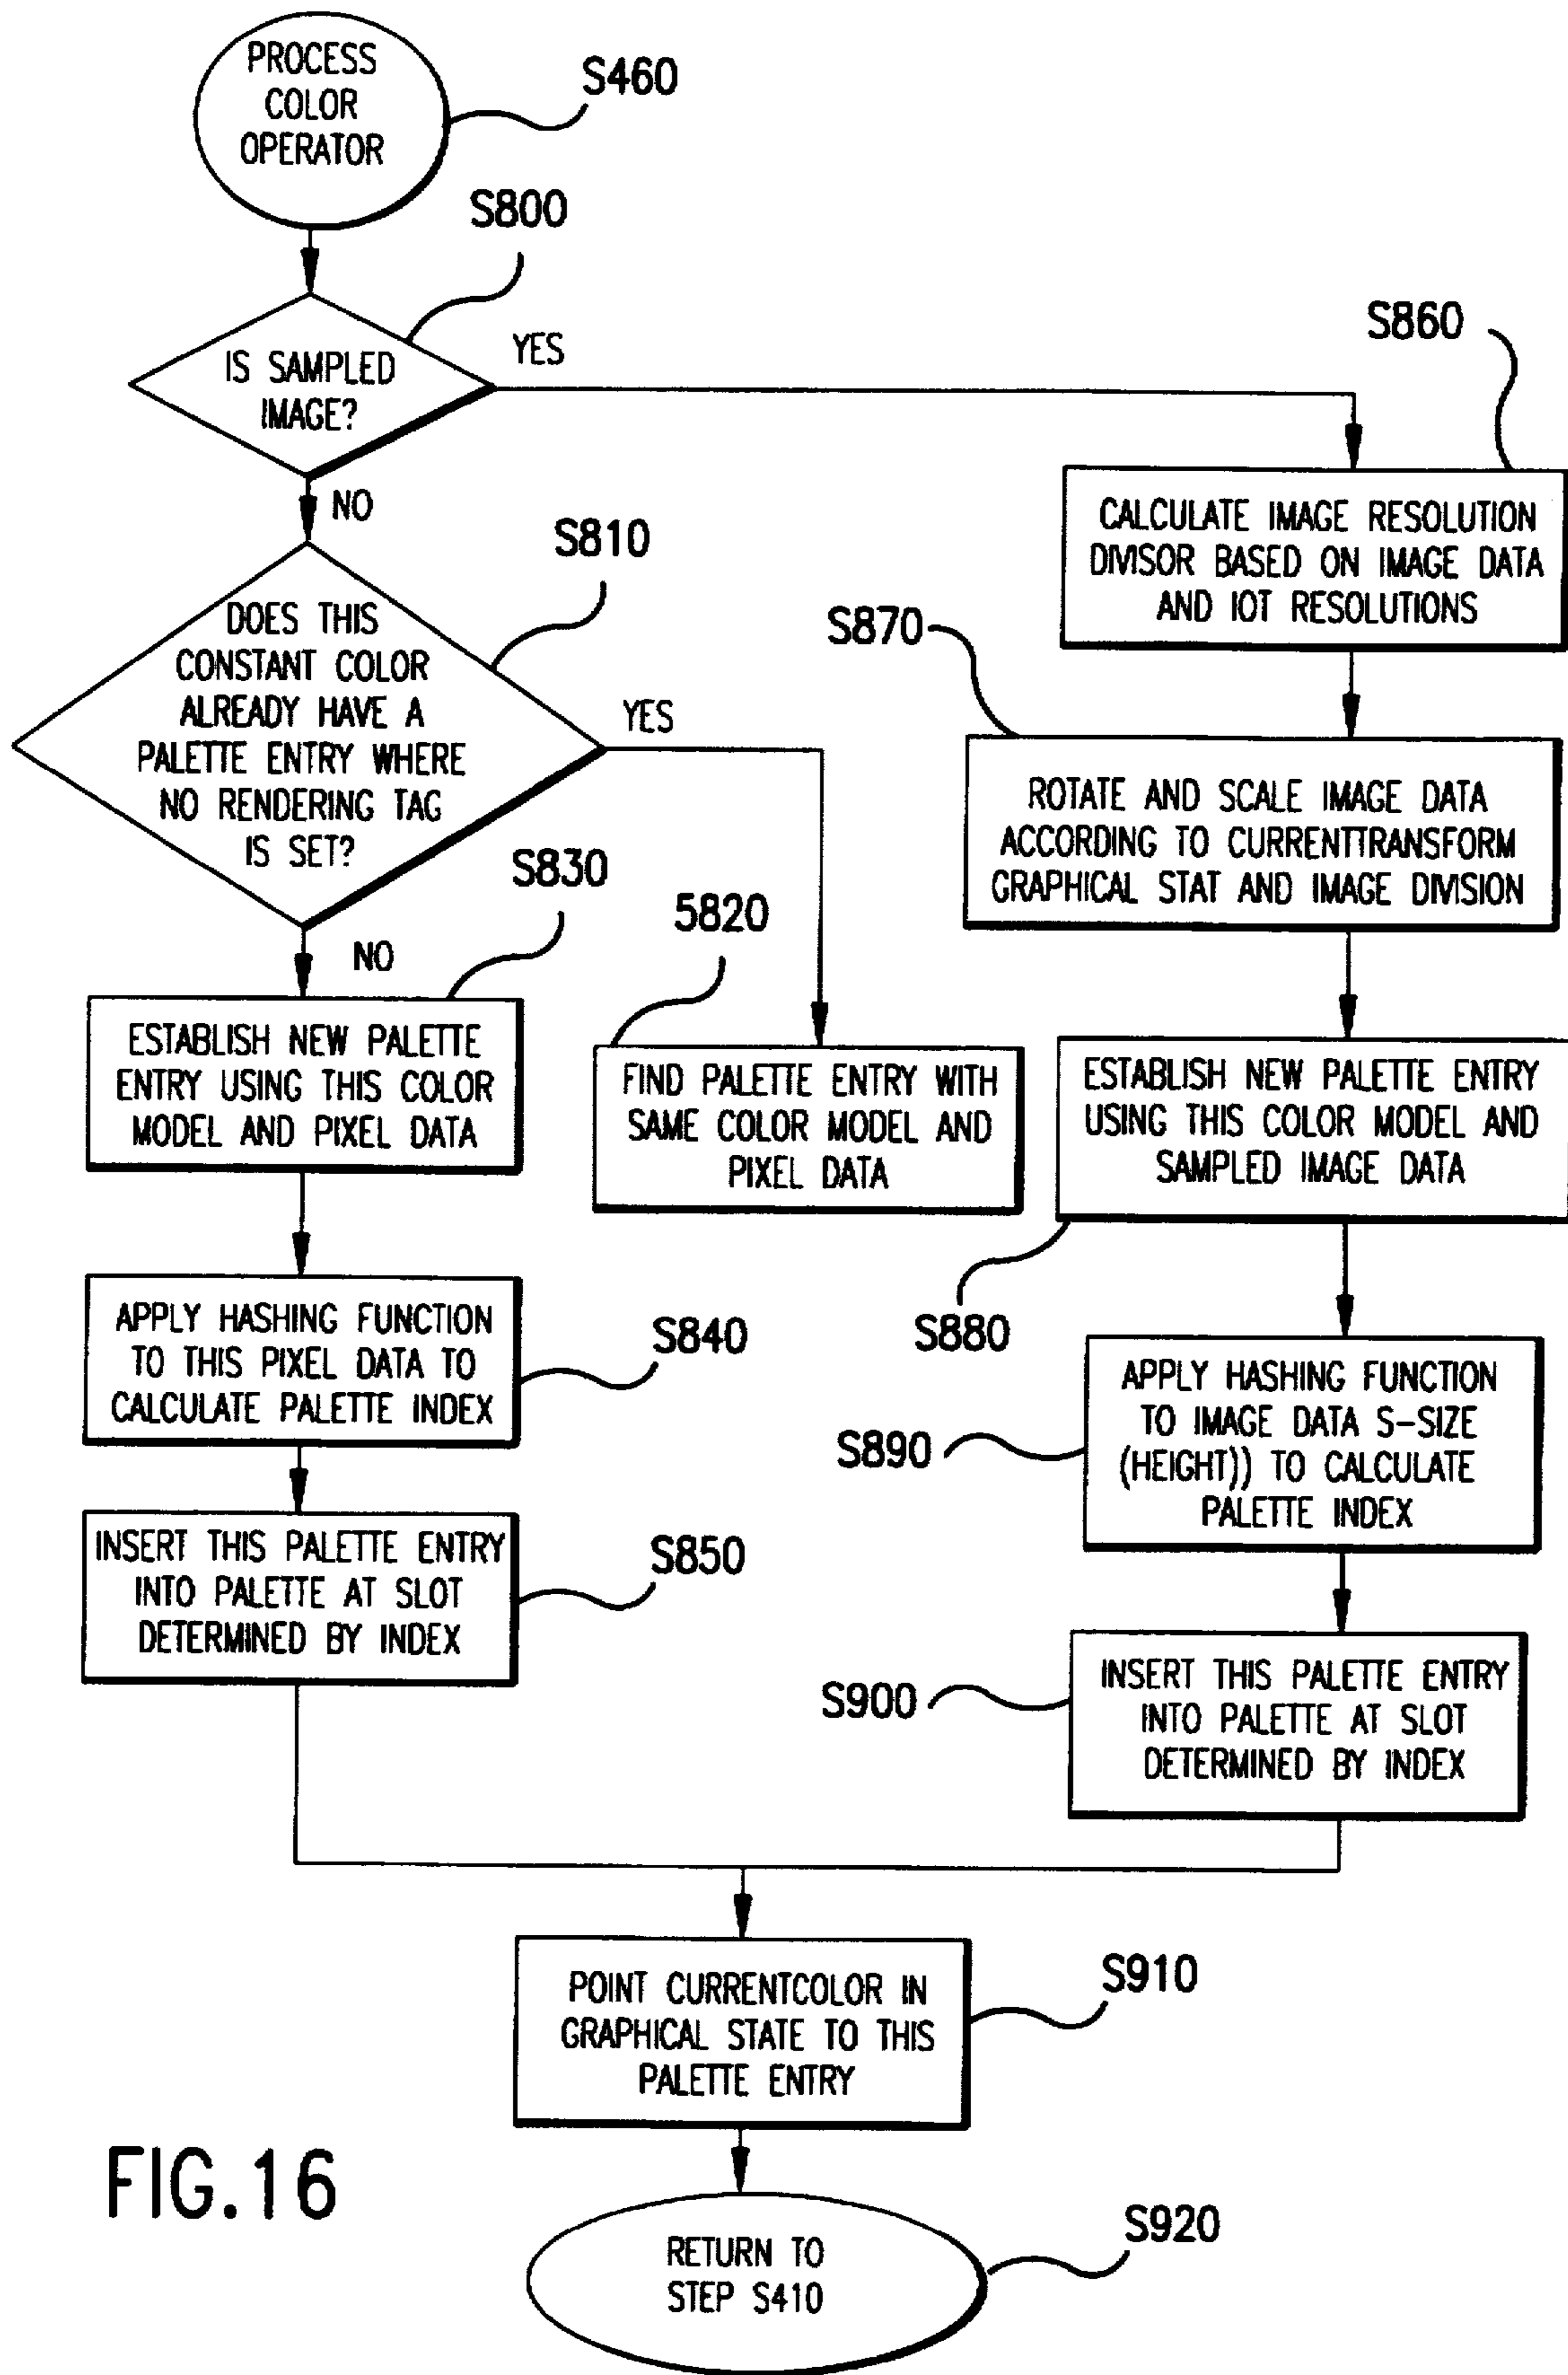 PROCESS
COLOR
OPERATOR
S460
S800
IS SAMPLED
IMAGE?
YES
NO
S810
DOES THIS
CONSTANT COLOR
ALREADY HAVE A
PALETTE ENTRY WHERE
NO RENDERING TAG
IS SET?
YES
NO
S830
ESTABLISH NEW PALETTE
ENTRY USING THIS COLOR
MODEL AND PIXEL DATA
5820
FIND PALETTE ENTRY WITH
SAME COLOR MODEL AND
PIXEL DATA
APPLY HASHING FUNCTION
TO THIS PIXEL DATA TO
CALCULATE PALETTE INDEX
S840
INSERT THIS PALETTE ENTRY
INTO PALETTE AT SLOT
DETERMINED BY INDEX
S850
S860
CALCULATE IMAGE RESOLUTION
DIVISOR BASED ON IMAGE DATA
AND IOT RESOLUTIONS
S870
ROTATE AND SCALE IMAGE DATA
ACCORDING TO CURRENTTRANSFORM
GRAPHICAL STAT AND IMAGE DIVISION
ESTABLISH NEW PALETTE ENTRY
USING THIS COLOR MODEL AND
SAMPLED IMAGE DATA
S880
APPLY HASHING FUNCTION
TO IMAGE DATA S-SIZE
(HEIGHT)) TO CALCULATE
PALETTE INDEX
S890
INSERT THIS PALETTE ENTRY
INTO PALETTE AT SLOT
DETERMINED BY INDEX
S900
POINT CURRENTCOLOR IN
GRAPHICAL STATE TO THIS
PALETTE ENTRY
S910
RETURN TO
STEP S410
S920
FIG.16